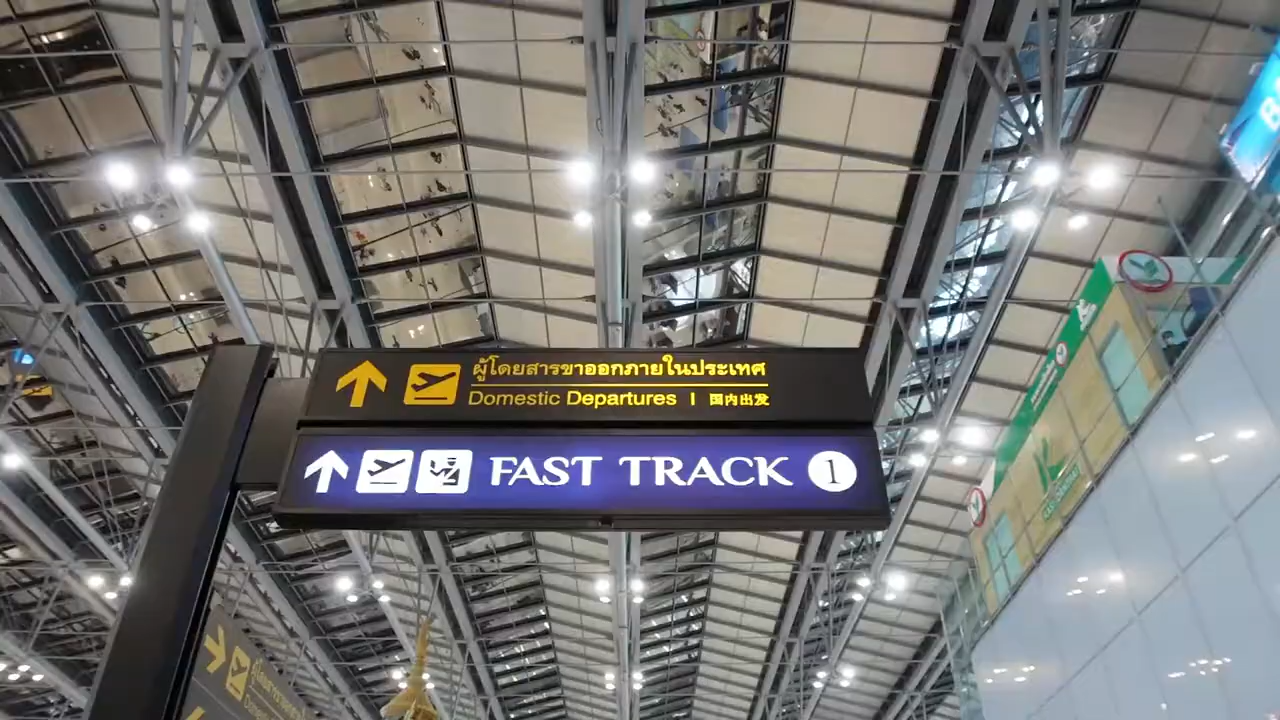 ผู้โดยสารขาออกภายในประเทศ
Domestic Departures | 国内出发
FAST TRACK 1